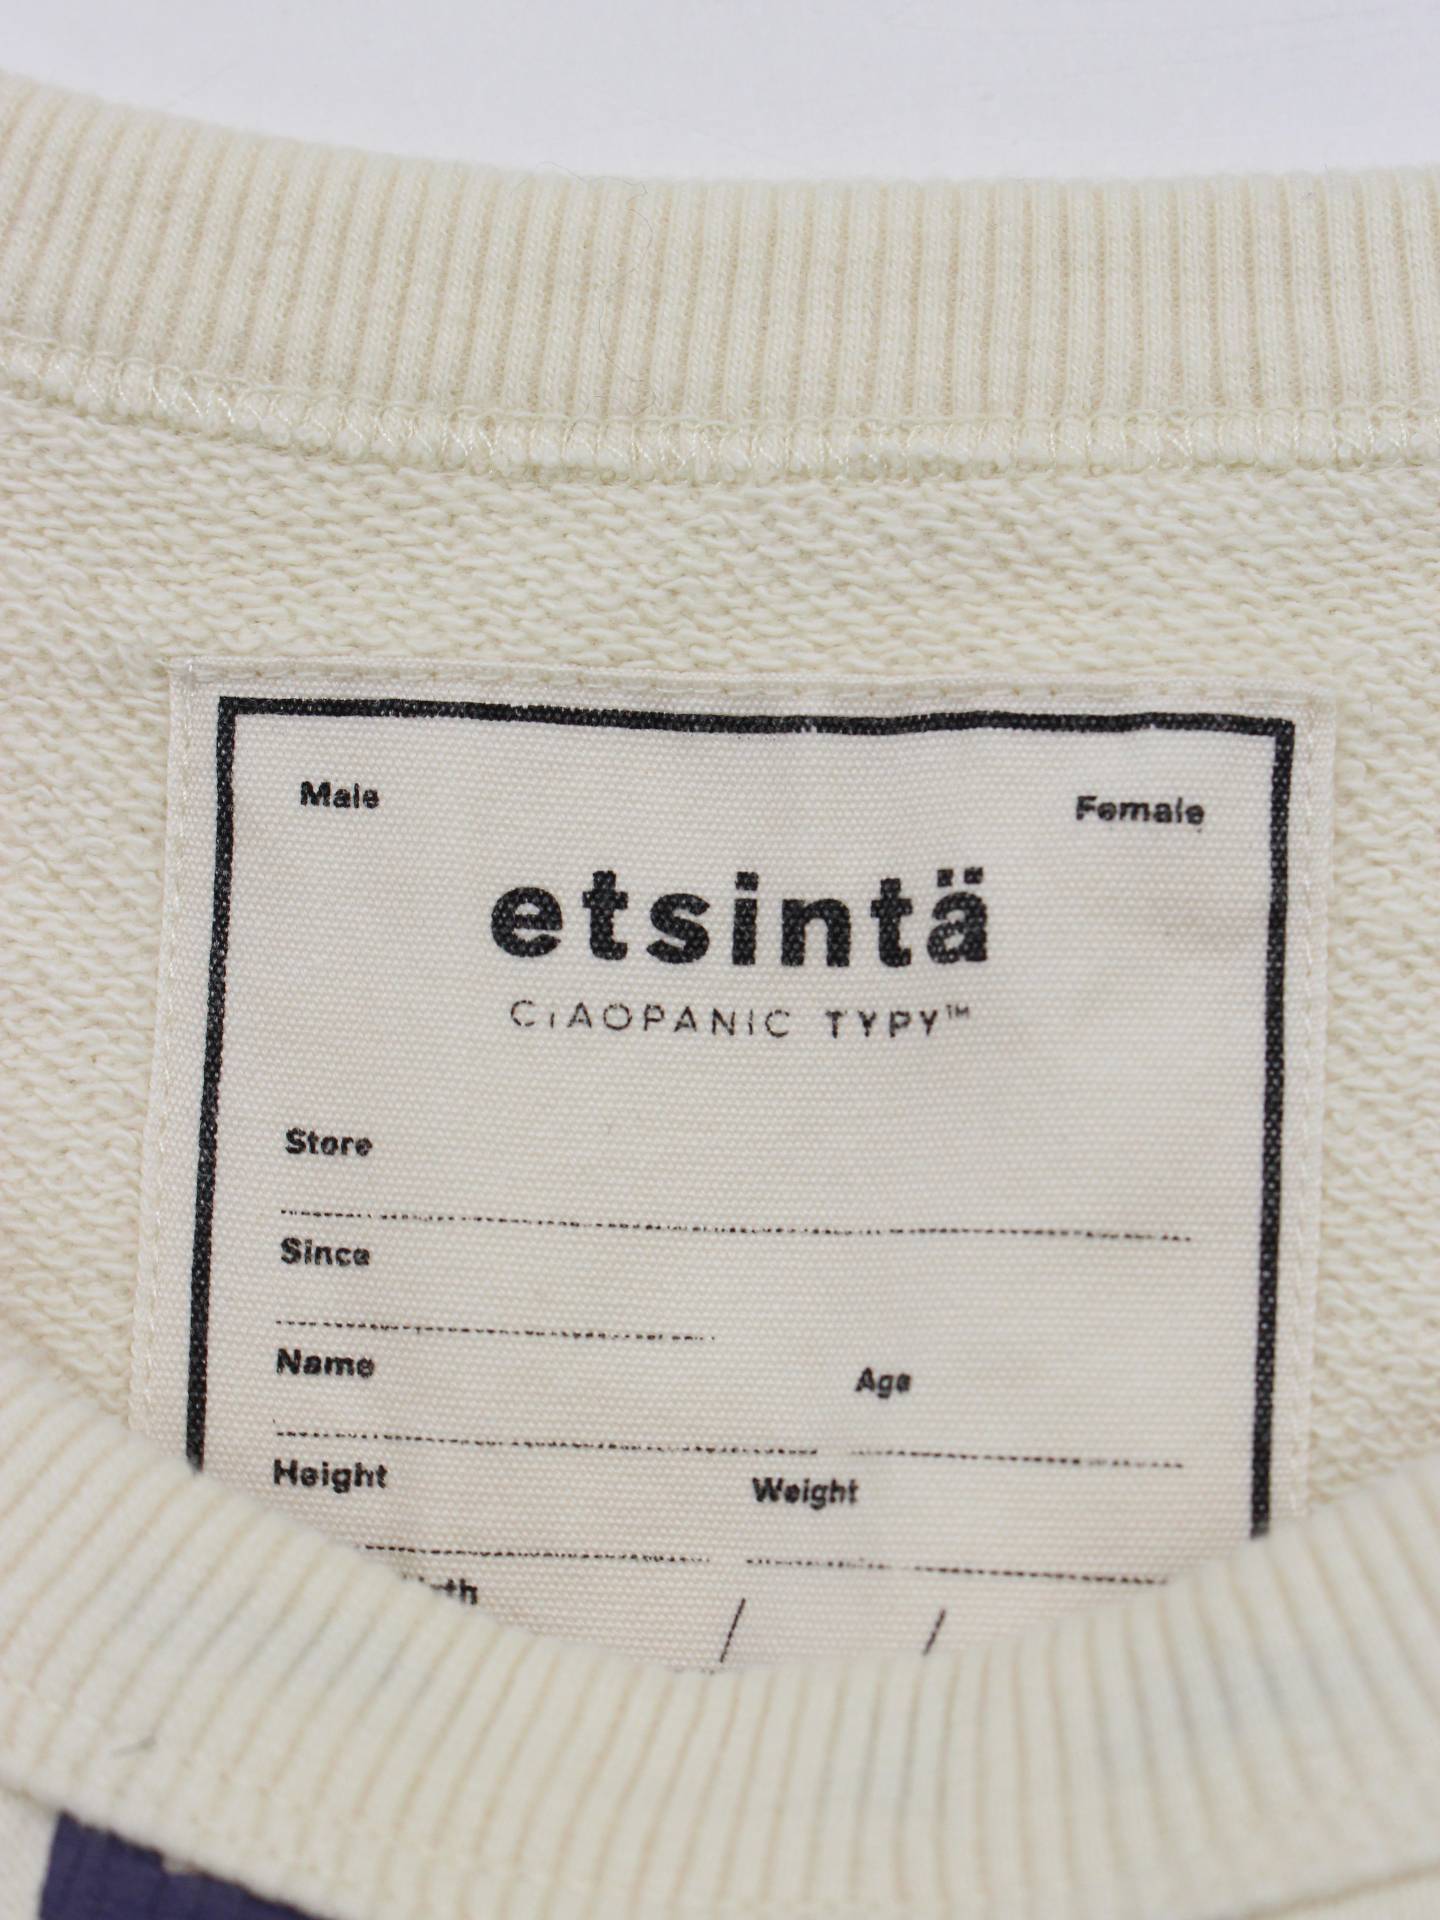 Male Female
etsintä
CiAOPANIC TYPY™
Store
Since
Name Age
Height Weight
/ /